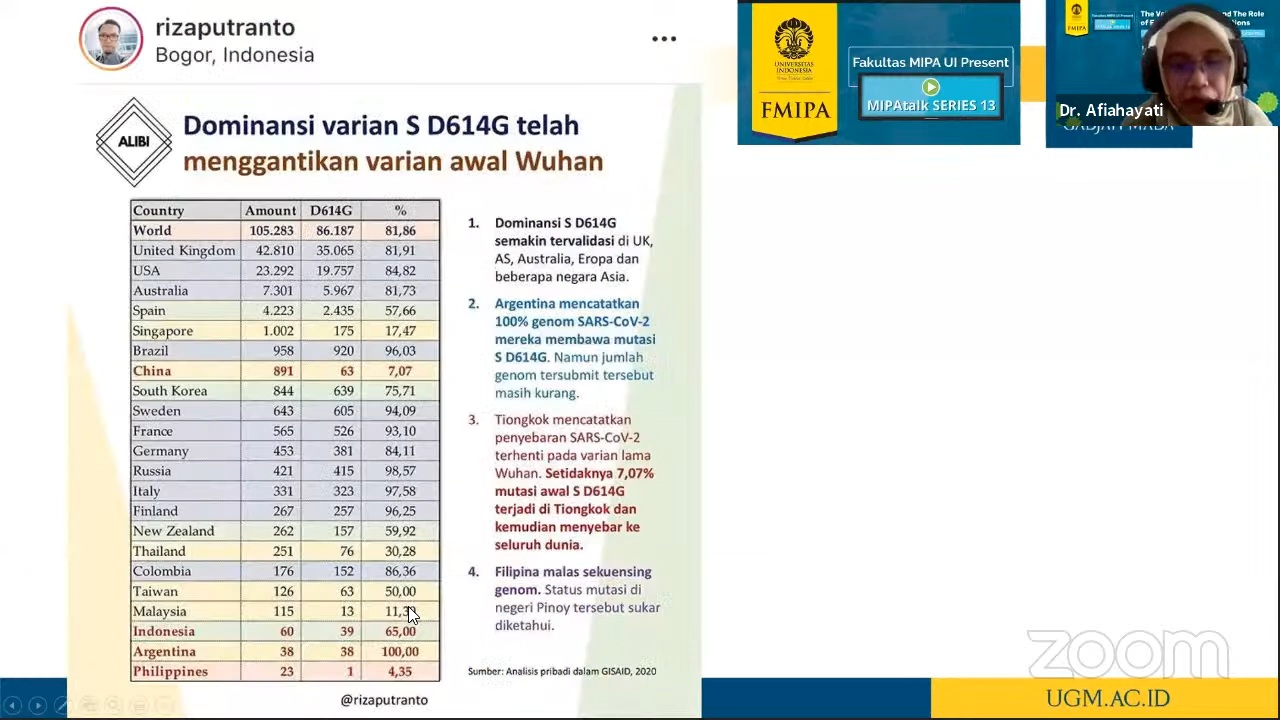 rizaputranto
Bogor, Indonesia
ALIBI
Dominansi varian S D614G telah
menggantikan varian awal Wuhan
Country Amount D614G %
World 105.283 86.187 81,86
United Kingdom 42.810 35.065 81,91
USA 23.292 19.757 84,82
Australia 7.301 5.967 81,73
Spain 4.223 2.435 57,66
Singapore 1.002 175 17,47
Brazil 958 920 96,03
China 891 63 7,07
South Korea 844 639 75,71
Sweden 643 605 94,09
France 565 526 93,10
Germany 453 381 84,11
Russia 421 415 98,57
Italy 331 323 97,58
Finland 267 257 96,25
New Zealand 262 157 59,92
Thailand 251 76 30,28
Colombia 176 152 86,36
Taiwan 126 63 50,00
Malaysia 115 13
Indonesia 60 39 65,00
Argentina 38 38 100,00
Philippines 23 1 4,35
1. Dominansi S D614G
semakin tervalidasi di UK,
AS, Australia, Eropa dan
beberapa negara Asia.
2. Argentina mencatatkan
100% genom SARS-CoV-2
mereka membawa mutasi
S D614G. Namun jumlah
genom tersubmit tersebut
masih kurang.
3. Tiongkok mencatatkan
penyebaran SARS-CoV-2
terhenti pada varian lama
Wuhan. Setidaknya 7,07%
mutasi awal S D614G
terjadi di Tiongkok dan
kemudian menyebar ke
seluruh dunia.
4. Filipina malas sekuensing
genom. Status mutasi di
negeri Pinoy tersebut sukar
diketahui.
Sumber: Analisis pribadi dalam GISAID, 2020
@rizaputranto
UNIVERSITAS
INDONESIA
FMIPA
Fakultas MIPA UI Present
MIPAtalk SERIES 13
Dr. Afiahayati
GADJAH MADA
zoom
UGM.AC.ID